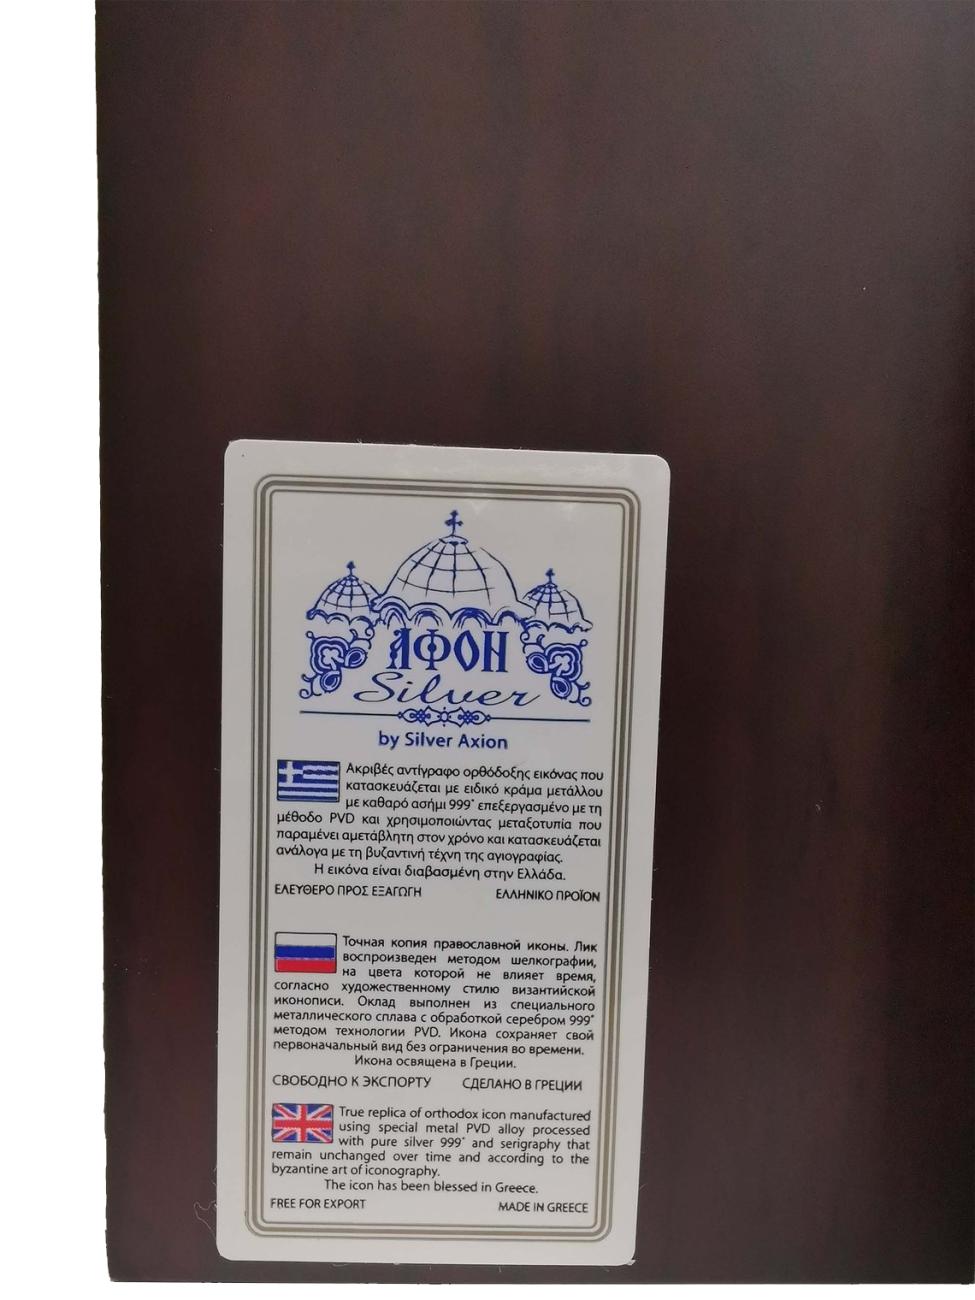 ΑΦΟΗ
Silver
by Silver Axion
Ακριβές αντίγραφο ορθόδοξης εικόνας που
κατασκευάζεται με ειδικό κράμα μετάλλου
με καθαρό ασήμι 999° επεξεργασμένο με τη
μέθοδο PVD και χρησιμοποιώντας μεταξοτυπία που
παραμένει αμετάβλητη στον χρόνο και κατασκευάζεται
ανάλογα με τη βυζαντινή τέχνη της αγιογραφίας.
Η εικόνα είναι διαβασμένη στην Ελλάδα.
ΕΛΕΥΘΕΡΟ ΠΡΟΣ ΕΞΑΓΩΓΗ ΕΛΛΗΝΙΚΟ ΠΡΟΪΟΝ
Точная копия православной иконы. Лик
воспроизведен методом шелкографии,
на цвета которой не влияет время,
согласно художественному стилю византийской
иконописи. Оклад выполнен из специального
металлического сплава с обработкой серебром 999°
методом технологии PVD. Икона сохраняет свой
первоначальный вид без ограничения во времени.
Икона освящена в Греции.
СВОБОДНО К ЭКСПОРТУ СДЕЛАНО В ГРЕЦИИ
True replica of orthodox icon manufactured
using special metal PVD alloy processed
with pure silver 999° and serigraphy that
remain unchanged over time and according to the
byzantine art of iconography.
The icon has been blessed in Greece.
FREE FOR EXPORT MADE IN GREECE